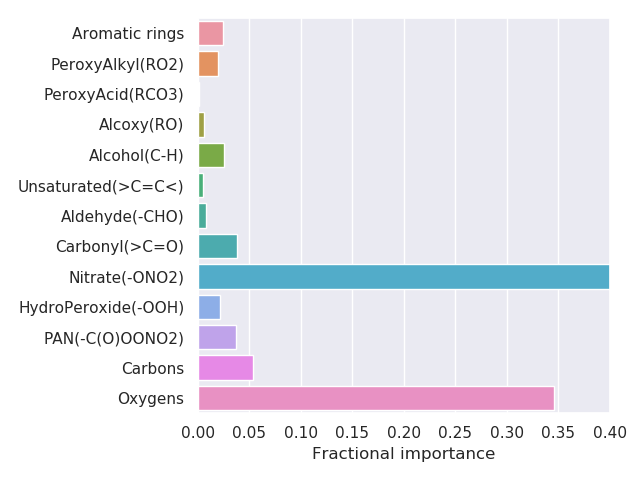 Aromatic rings
PeroxyAlkyl(RO2)
PeroxyAcid(RCO3)
Alcoxy(RO)
Alcohol(C-H)
Unsaturated(>C=C<)
Aldehyde(-CHO)
Carbonyl(>C=O)
Nitrate(-ONO2)
HydroPeroxide(-OOH)
PAN(-C(O)OONO2)
Carbons
Oxygens
0.00 0.05 0.10 0.15 0.20 0.25 0.30 0.35 0.40
Fractional importance